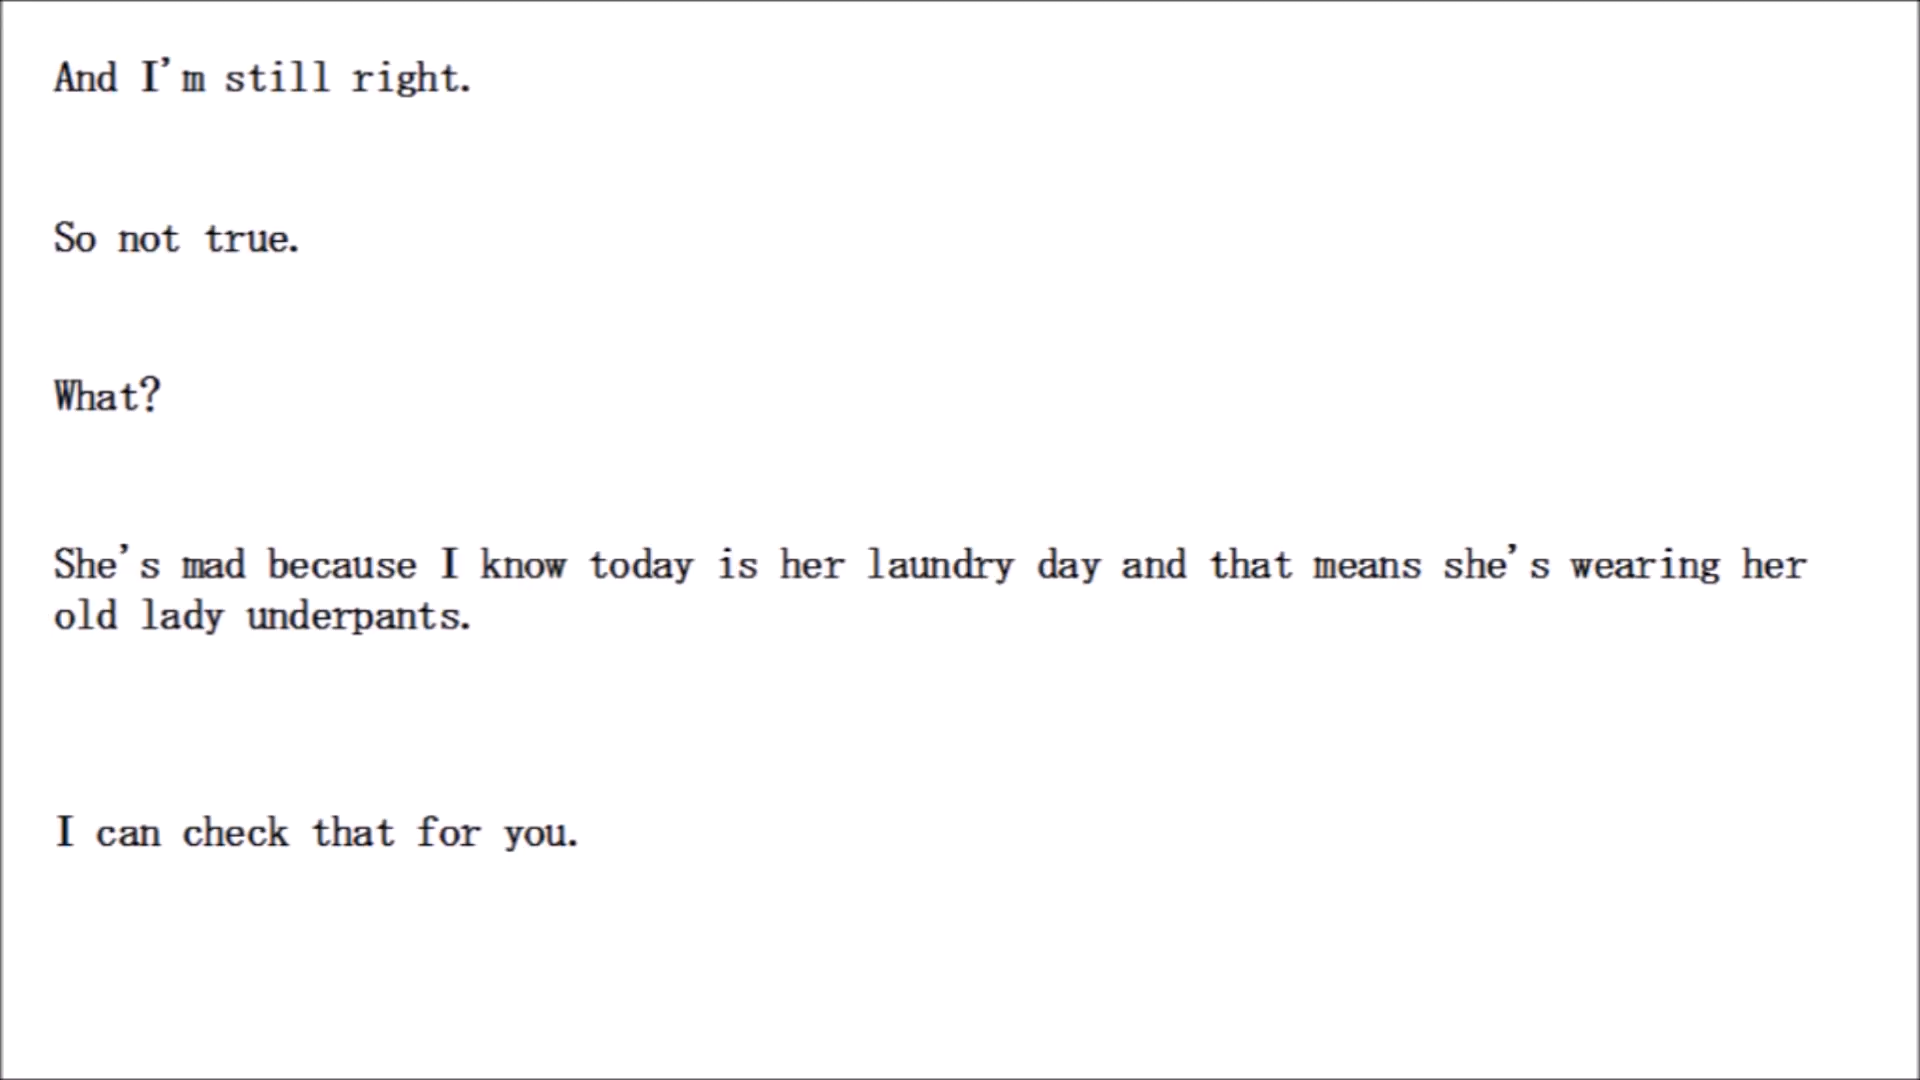 And I'm still right.
So not true.
What?
She's mad because I know today is her laundry day and that means she's wearing her
old lady underpants.
I can check that for you.